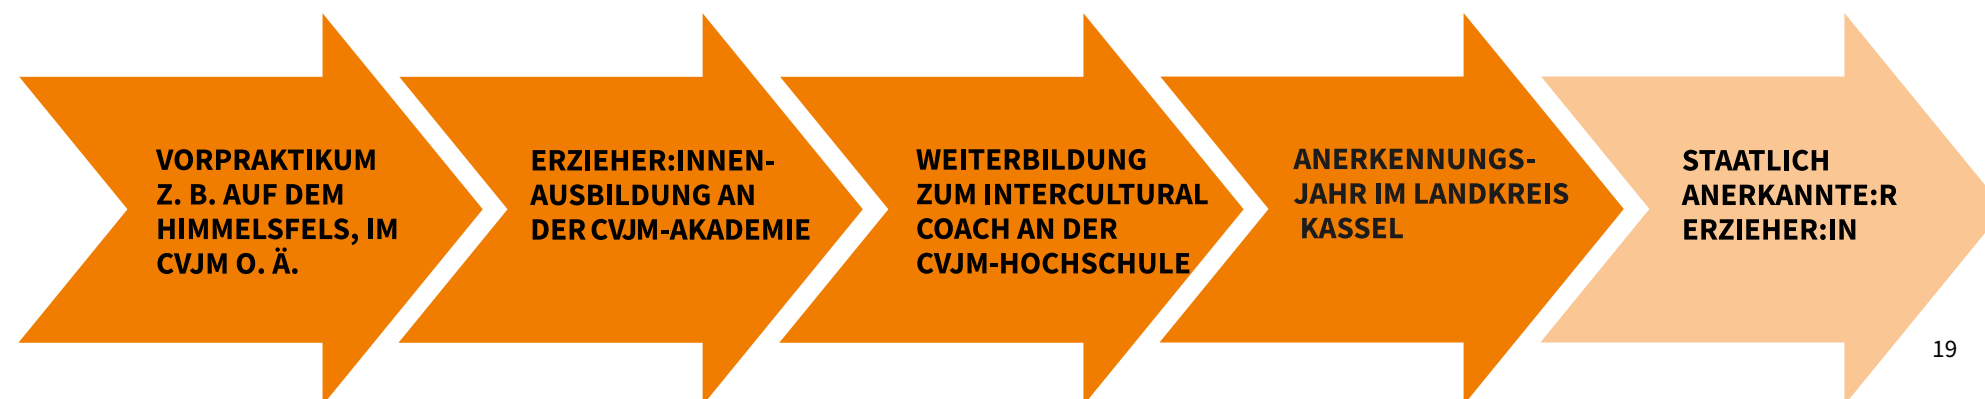 VORPRAKTIKUM
Z. B. AUF DEM
HIMMELSFELS, IM
CVJM O. Ä.
ERZIEHER:INNEN-
AUSBILDUNG AN
DER CVJM-AKADEMIE
WEITERBILDUNG
ZUM INTERCULTURAL
COACH AN DER
CVJM-HOCHSCHULE
ANERKENNUNGS-
JAHR IM LANDKREIS
KASSEL
STAATLICH
ANERKANNTE:R
ERZIEHER:IN
19